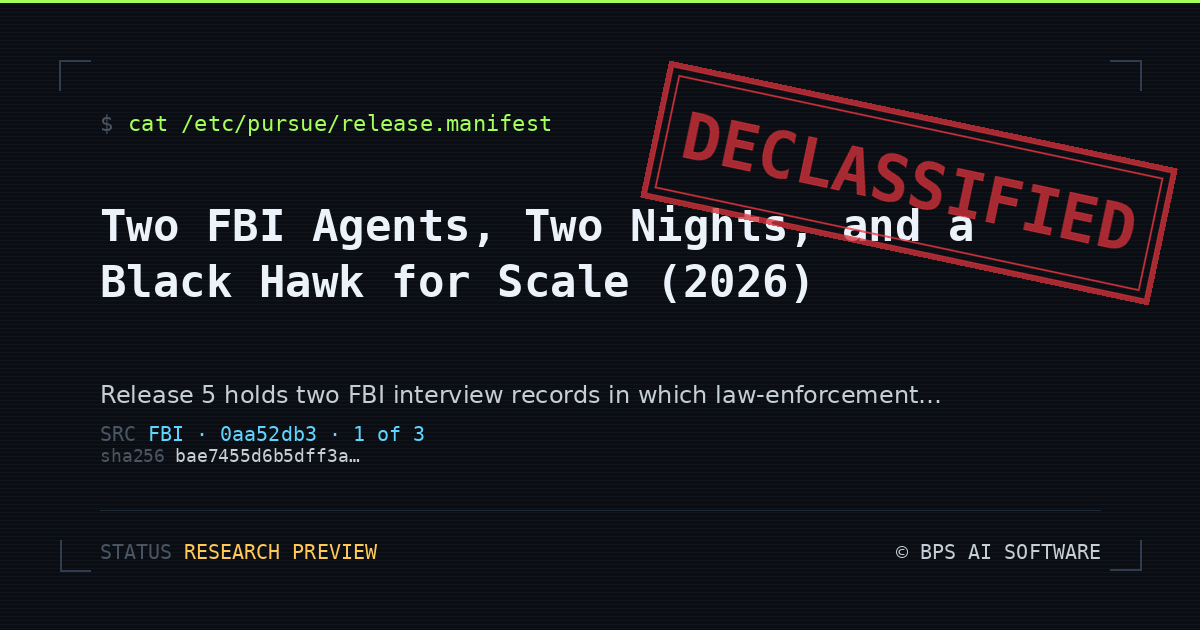 $ cat /etc/pursue/release.manifest
DECLASSIFIED
Two FBI Agents, Two Nights, and a
Black Hawk for Scale (2026)
Release 5 holds two FBI interview records in which law-enforcement…
SRC FBI · 0aa52db3 · 1 of 3
sha256 bae7455d6b5dff3a…
STATUS RESEARCH PREVIEW
© BPS AI SOFTWARE